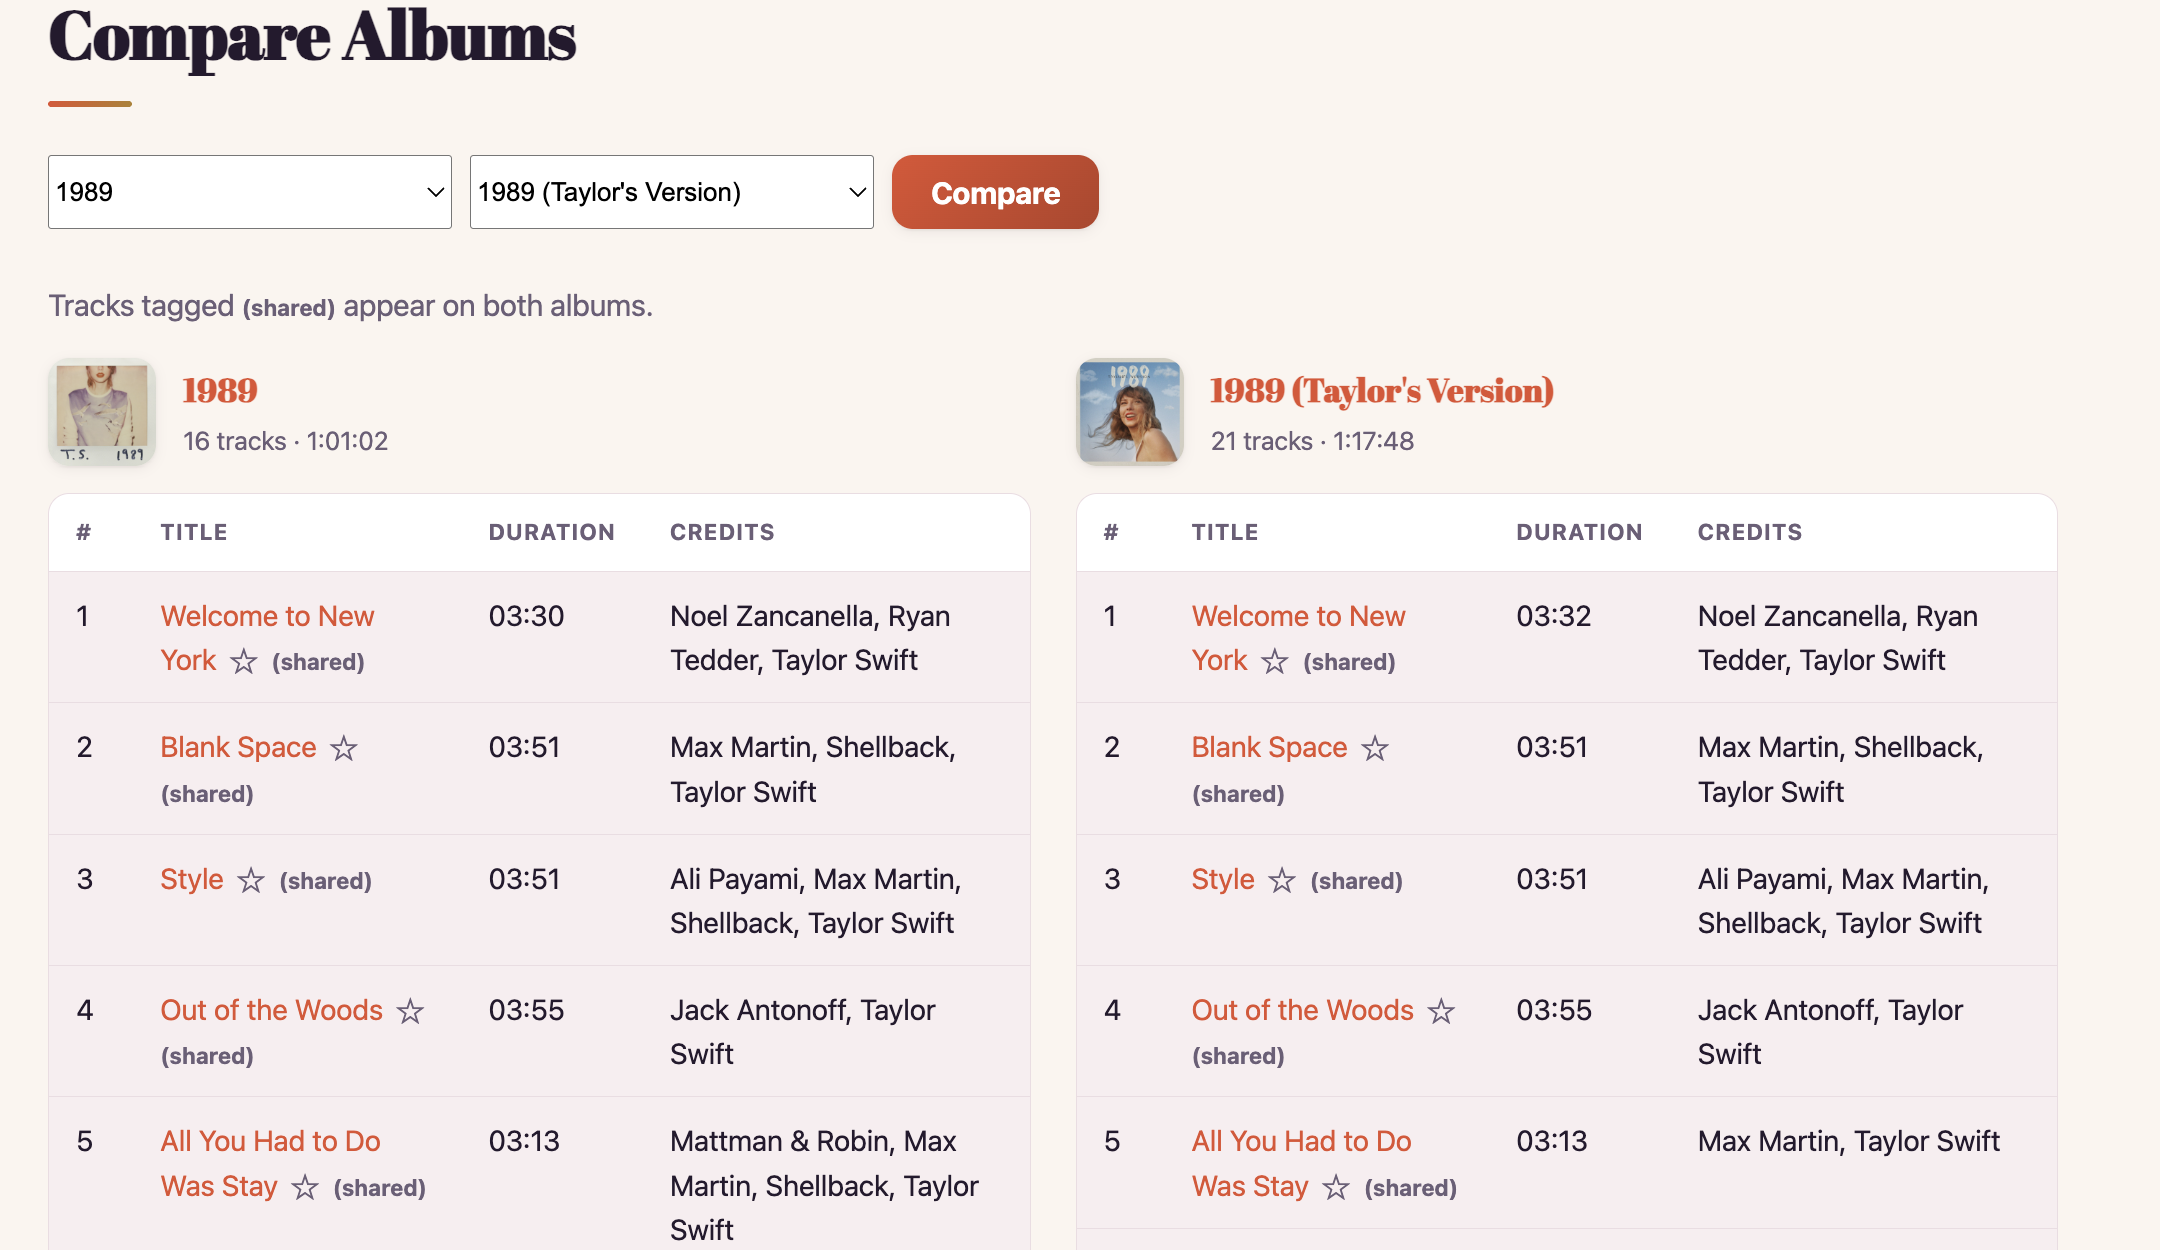 Compare Albums
1989
1989 (Taylor's Version)
Compare
Tracks tagged (shared) appear on both albums.
T.S. 1989
1989
16 tracks · 1:01:02
# TITLE DURATION CREDITS
1 Welcome to New 03:30 Noel Zancanella, Ryan
York ☆ (shared) Tedder, Taylor Swift
2 Blank Space ☆ 03:51 Max Martin, Shellback,
(shared) Taylor Swift
3 Style ☆ (shared) 03:51 Ali Payami, Max Martin,
Shellback, Taylor Swift
4 Out of the Woods ☆ 03:55 Jack Antonoff, Taylor
(shared) Swift
5 All You Had to Do 03:13 Mattman & Robin, Max
Was Stay ☆ (shared) Martin, Shellback, Taylor
Swift
1989
1989 (Taylor's Version)
21 tracks · 1:17:48
# TITLE DURATION CREDITS
1 Welcome to New 03:32 Noel Zancanella, Ryan
York ☆ (shared) Tedder, Taylor Swift
2 Blank Space ☆ 03:51 Max Martin, Shellback,
(shared) Taylor Swift
3 Style ☆ (shared) 03:51 Ali Payami, Max Martin,
Shellback, Taylor Swift
4 Out of the Woods ☆ 03:55 Jack Antonoff, Taylor
(shared) Swift
5 All You Had to Do 03:13 Max Martin, Taylor Swift
Was Stay ☆ (shared)